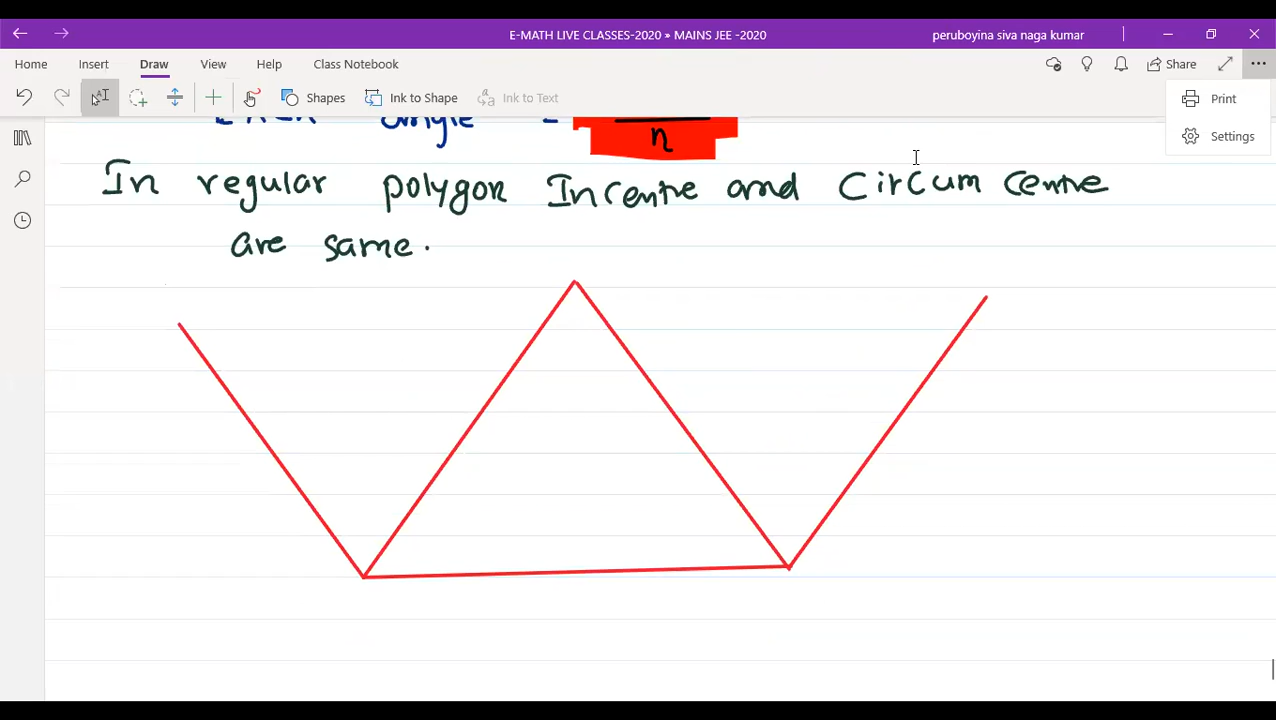 E-MATH LIVE CLASSES-2020 » MAINS JEE -2020
peruboyina siva naga kumar
Home Insert Draw View Help Class Notebook Share
Shapes Ink to Shape Ink to Text
Print
Settings
angle =
n
In regular polygon Incentre and Circum centre
are same.